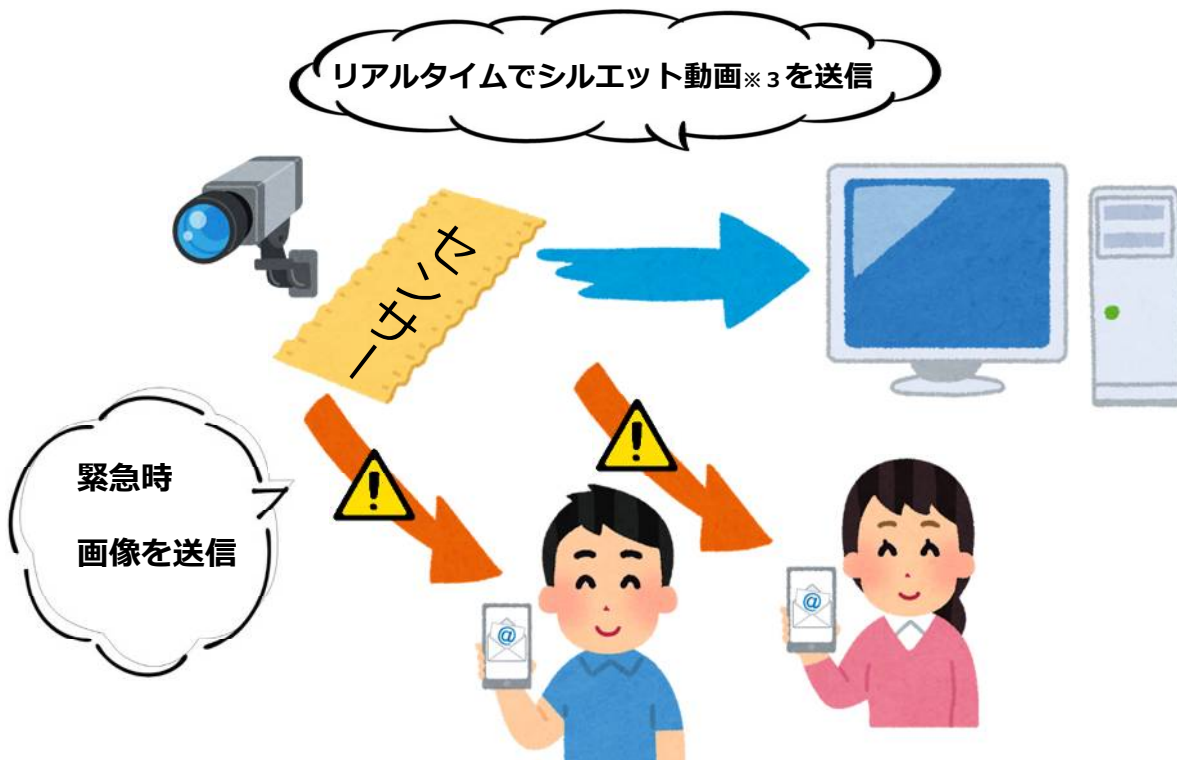 リアルタイムでシルエット動画※3を送信
センサー
緊急時
画像を送信
@
@